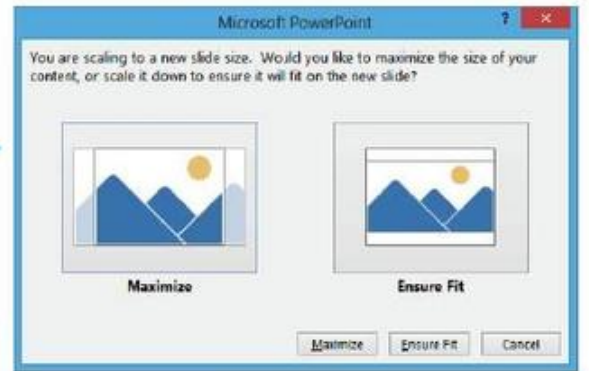 Microsoft PowerPoint
? ×
You are scaling to a new slide size. Would you like to maximize the size of your
content, or scale it down to ensure it will fit on the new slide?
Maximize
Ensure Fit
Maximize
Ensure Fit
Cancel